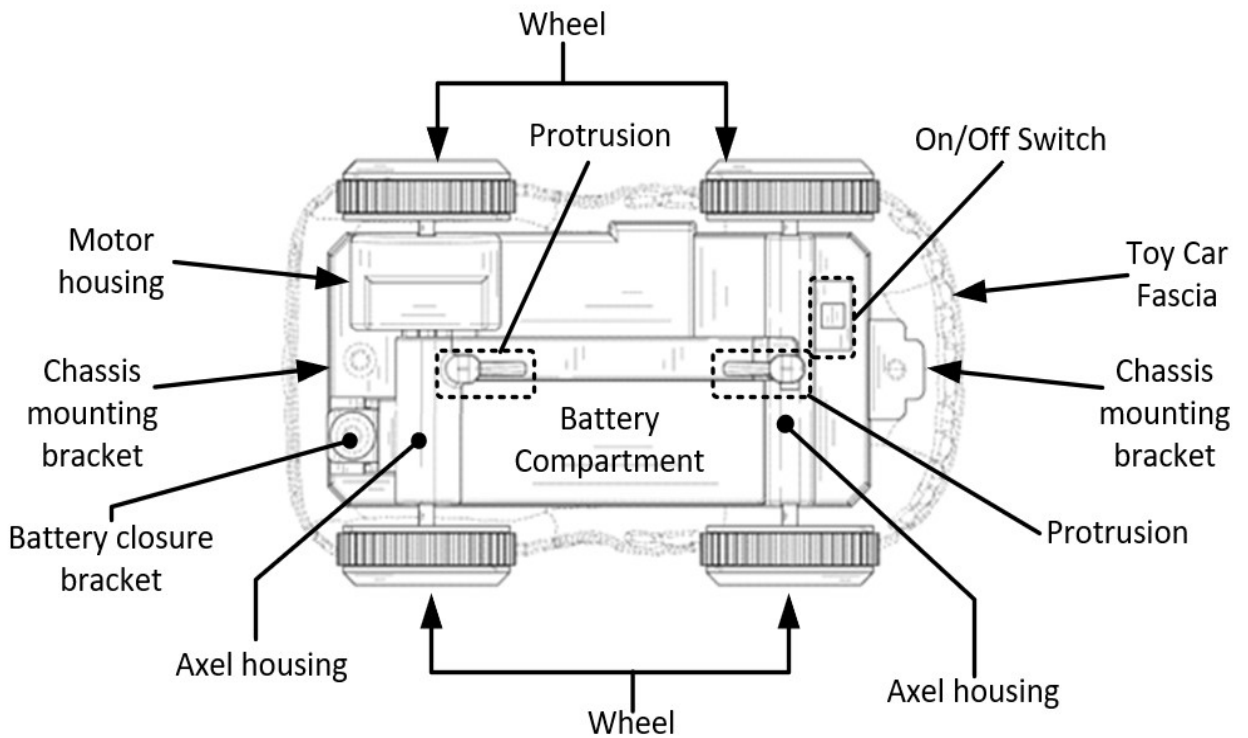 Wheel
Protrusion
On/Off Switch
Motor
housing
Toy Car
Fascia
Chassis
mounting
bracket
Battery
Compartment
Chassis
mounting
bracket
Battery closure
bracket
Protrusion
Axel housing
Axel housing
Wheel